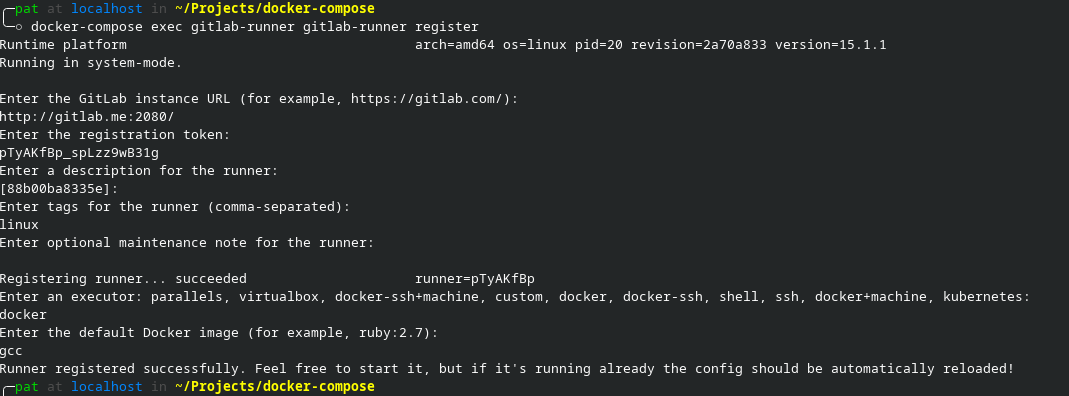 pat at localhost in ~/Projects/docker-compose
○ docker-compose exec gitlab-runner gitlab-runner register
Runtime platform                                    arch=amd64 os=linux pid=20 revision=2a70a833 version=15.1.1
Running in system-mode.

Enter the GitLab instance URL (for example, https://gitlab.com/):
http://gitlab.me:2080/
Enter the registration token:
pTyAKfBp_spLzz9wB31g
Enter a description for the runner:
[88b00ba8335e]:
Enter tags for the runner (comma-separated):
linux
Enter optional maintenance note for the runner:

Registering runner... succeeded                     runner=pTyAKfBp
Enter an executor: parallels, virtualbox, docker-ssh+machine, custom, docker, docker-ssh, shell, ssh, docker+machine, kubernetes:
docker
Enter the default Docker image (for example, ruby:2.7):
gcc
Runner registered successfully. Feel free to start it, but if it's running already the config should be automatically reloaded!
pat at localhost in ~/Projects/docker-compose